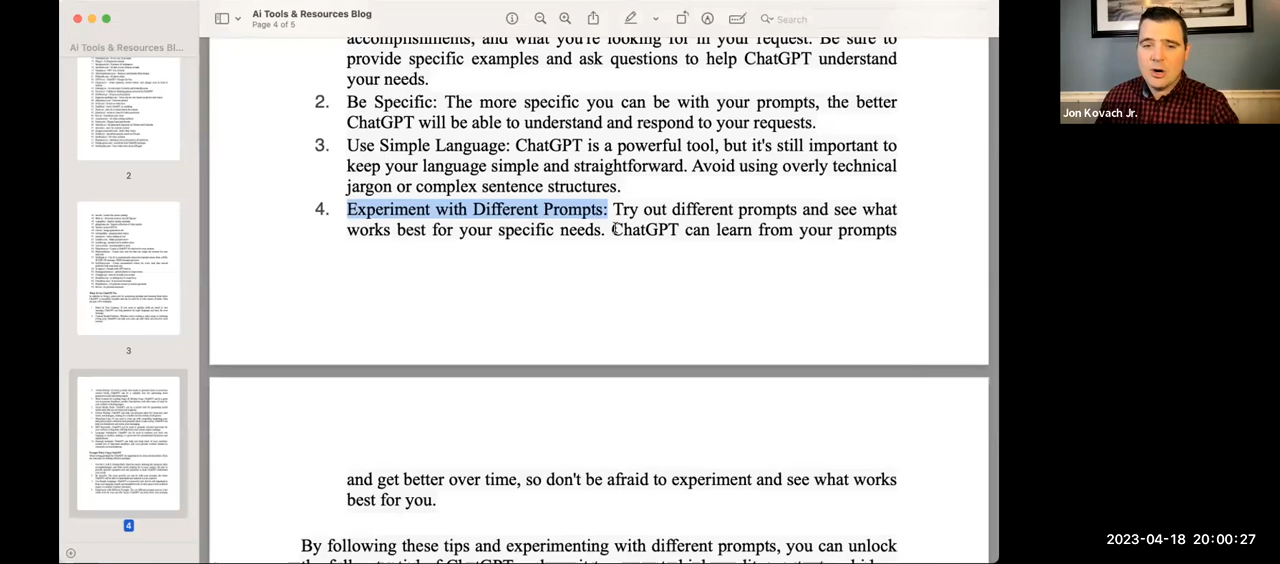 Ai Tools & Resources Blog
Page 4 of 5
Search
Ai Tools & Resources Bl...
2
3
4
accomplishments, and what you're looking for in your request. Be sure to
provide specific examples and ask questions to help ChatGPT understand
your needs.
2. Be Specific: The more specific you can be with your prompts, the better
ChatGPT will be able to understand and respond to your requests.
3. Use Simple Language: ChatGPT is a powerful tool, but it's still important to
keep your language simple and straightforward. Avoid using overly technical
jargon or complex sentence structures.
4. Experiment with Different Prompts: Try out different prompts and see what
works best for your specific needs. ChatGPT can learn from your prompts
and get better over time, so don't be afraid to experiment and see what works
best for you.
By following these tips and experimenting with different prompts, you can unlock
Jon Kovach Jr.
2023-04-18 20:00:27